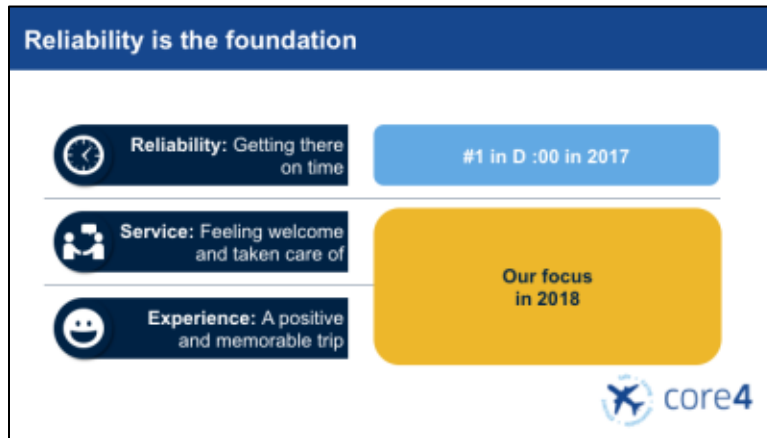 Reliability is the foundation
Reliability: Getting there
on time
#1 in D :00 in 2017
Service: Feeling welcome
and taken care of
Our focus
in 2018
Experience: A positive
and memorable trip
core4